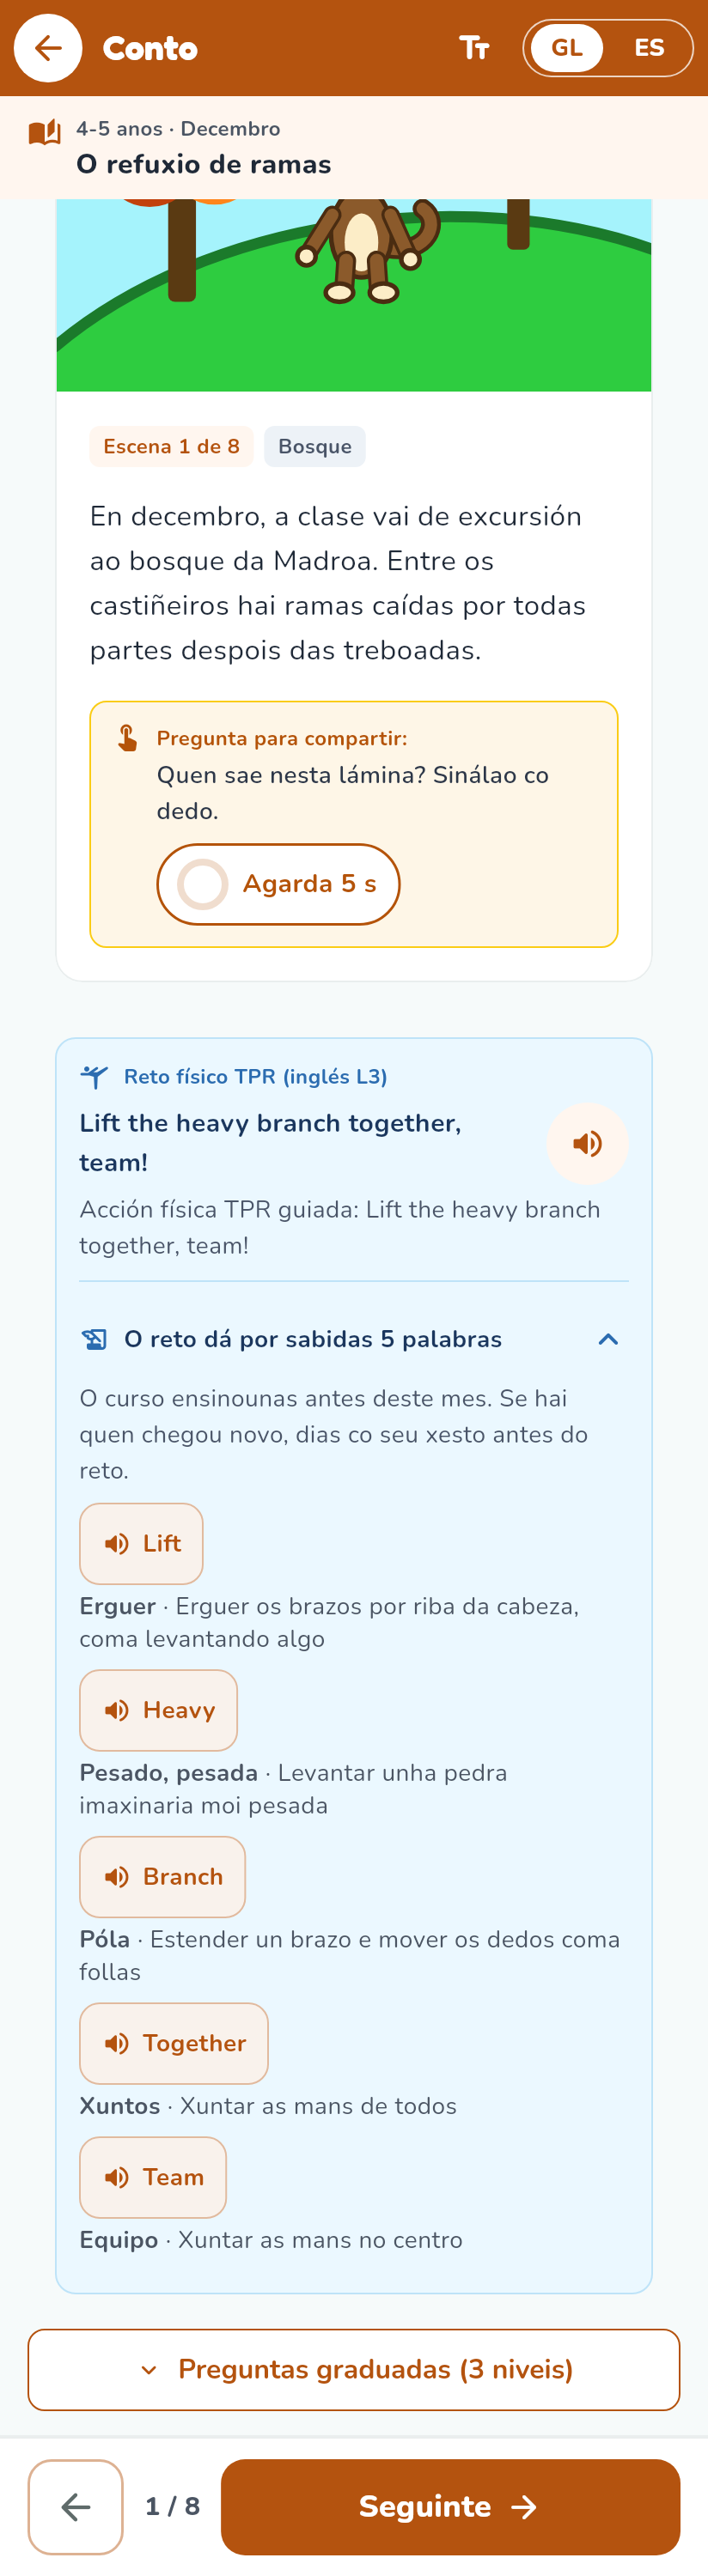 Conto
GL ES
4-5 anos · Decembro
O refuxio de ramas
Escena 1 de 8
Bosque
En decembro, a clase vai de excursión
ao bosque da Madroa. Entre os
castiñeiros hai ramas caídas por todas
partes despois das treboadas.
Pregunta para compartir:
Quen sae nesta lámina? Sinálao co
dedo.
Agarda 5 s
Reto físico TPR (inglés L3)
Lift the heavy branch together,
team!
Acción física TPR guiada: Lift the heavy branch
together, team!
O reto dá por sabidas 5 palabras
O curso ensinounas antes deste mes. Se hai
quen chegou novo, dias co seu xesto antes do
reto.
Lift
Erguer · Erguer os brazos por riba da cabeza,
coma levantando algo
Heavy
Pesado, pesada · Levantar unha pedra
imaxinaria moi pesada
Branch
Póla · Estender un brazo e mover os dedos coma
follas
Together
Xuntos · Xuntar as mans de todos
Team
Equipo · Xuntar as mans no centro
Preguntas graduadas (3 niveis)
1 / 8
Seguinte